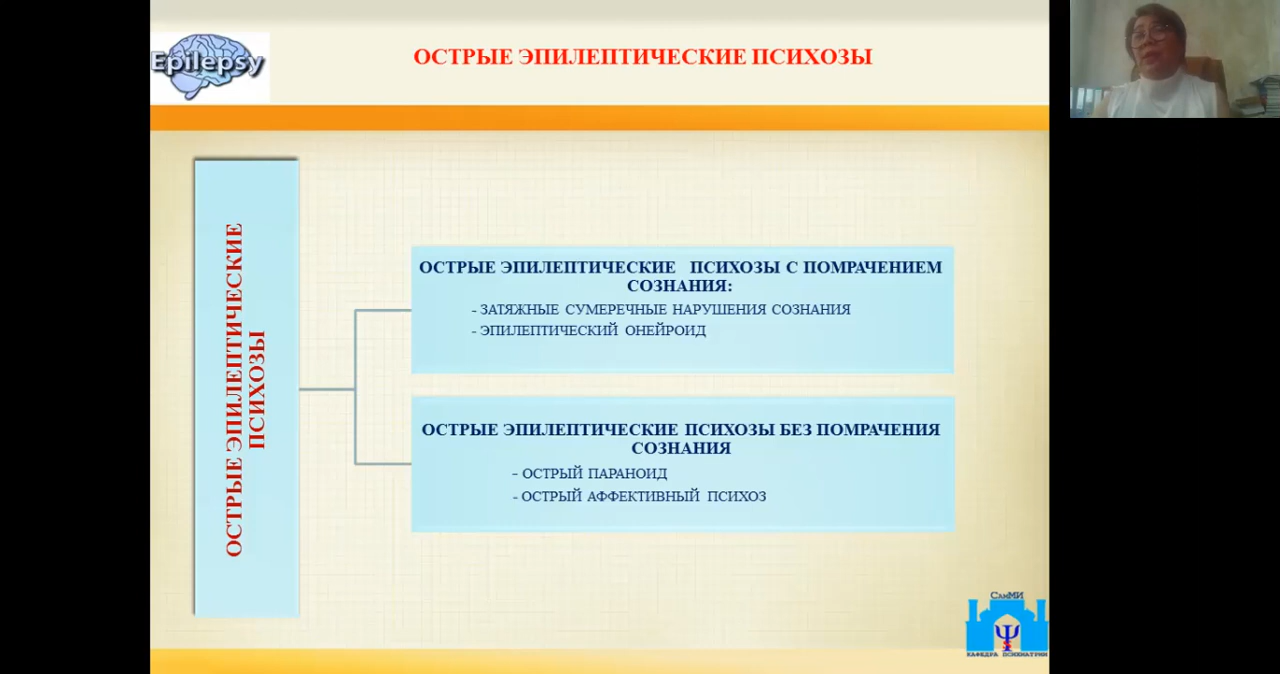 Epilepsy
ОСТРЫЕ ЭПИЛЕПТИЧЕСКИЕ ПСИХОЗЫ
ОСТРЫЕ ЭПИЛЕПТИЧЕСКИЕ
ПСИХОЗЫ
ОСТРЫЕ ЭПИЛЕПТИЧЕСКИЕ ПСИХОЗЫ С ПОМРАЧЕНИЕМ
СОЗНАНИЯ:
- ЗАТЯЖНЫЕ СУМЕРЕЧНЫЕ НАРУШЕНИЯ СОЗНАНИЯ
- ЭПИЛЕПТИЧЕСКИЙ ОНЕЙРОИД
ОСТРЫЕ ЭПИЛЕПТИЧЕСКИЕ ПСИХОЗЫ БЕЗ ПОМРАЧЕНИЯ
СОЗНАНИЯ
- ОСТРЫЙ ПАРАНОИД
- ОСТРЫЙ АФФЕКТИВНЫЙ ПСИХОЗ
СамМИ
Ψ
КАФЕДРА ПСИХИАТРИИ